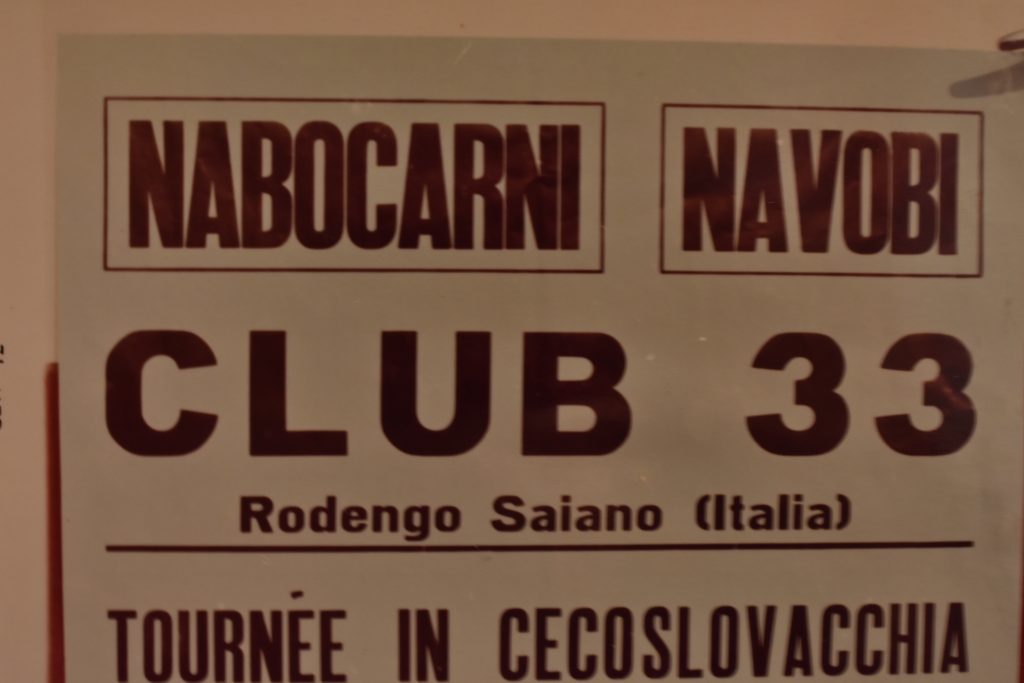 NABOCARNI NAVOBI
CLUB 33
Rodengo Saiano (Italia)
TOURNÉE IN CECOSLOVACCHIA